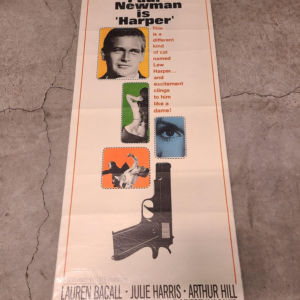 Paul
Newman
is
'Harper'
This
is a
different
kind
of cat
named
Lew
Harper...
and
excitement
clings
to him
like a
dame!
LAUREN BACALL · JULIE HARRIS · ARTHUR HILL